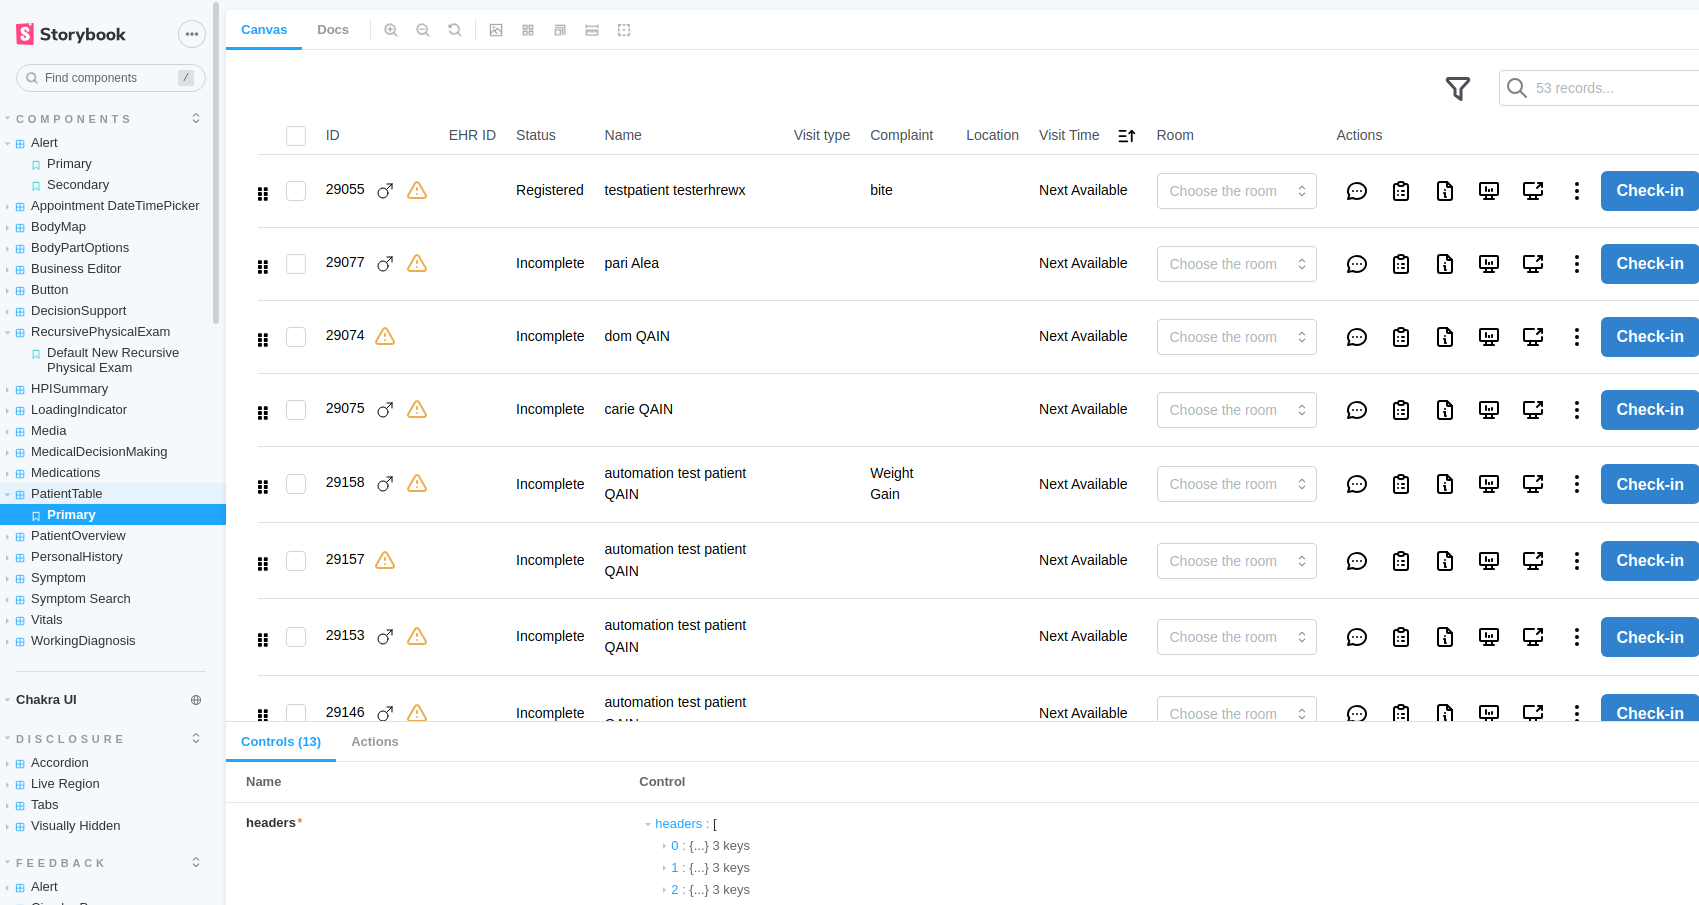 Storybook
Find components /
COMPONENTS
Alert
Primary
Secondary
Appointment DateTimePicker
BodyMap
BodyPartOptions
Business Editor
Button
DecisionSupport
RecursivePhysicalExam
Default New Recursive
Physical Exam
HPISummary
LoadingIndicator
Media
MedicalDecisionMaking
Medications
PatientTable
Primary
PatientOverview
PersonalHistory
Symptom
Symptom Search
Vitals
WorkingDiagnosis
Chakra UI
DISCLOSURE
Accordion
Live Region
Tabs
Visually Hidden
FEEDBACK
Alert
Canvas Docs
53 records...
ID EHR ID Status Name Visit type Complaint Location Visit Time Room Actions
29055 Registered testpatient testerhrewx bite Next Available Choose the room Check-in
29077 Incomplete pari Alea Next Available Choose the room Check-in
29074 Incomplete dom QAIN Next Available Choose the room Check-in
29075 Incomplete carie QAIN Next Available Choose the room Check-in
29158 Incomplete automation test patient QAIN Weight Gain Next Available Choose the room Check-in
29157 Incomplete automation test patient QAIN Next Available Choose the room Check-in
29153 Incomplete automation test patient QAIN Next Available Choose the room Check-in
29146 Incomplete automation test patient QAIN Next Available Choose the room Check-in
Controls (13) Actions
Name Control
headers* headers : [
0 : {...} 3 keys
1 : {...} 3 keys
2 : {...} 3 keys